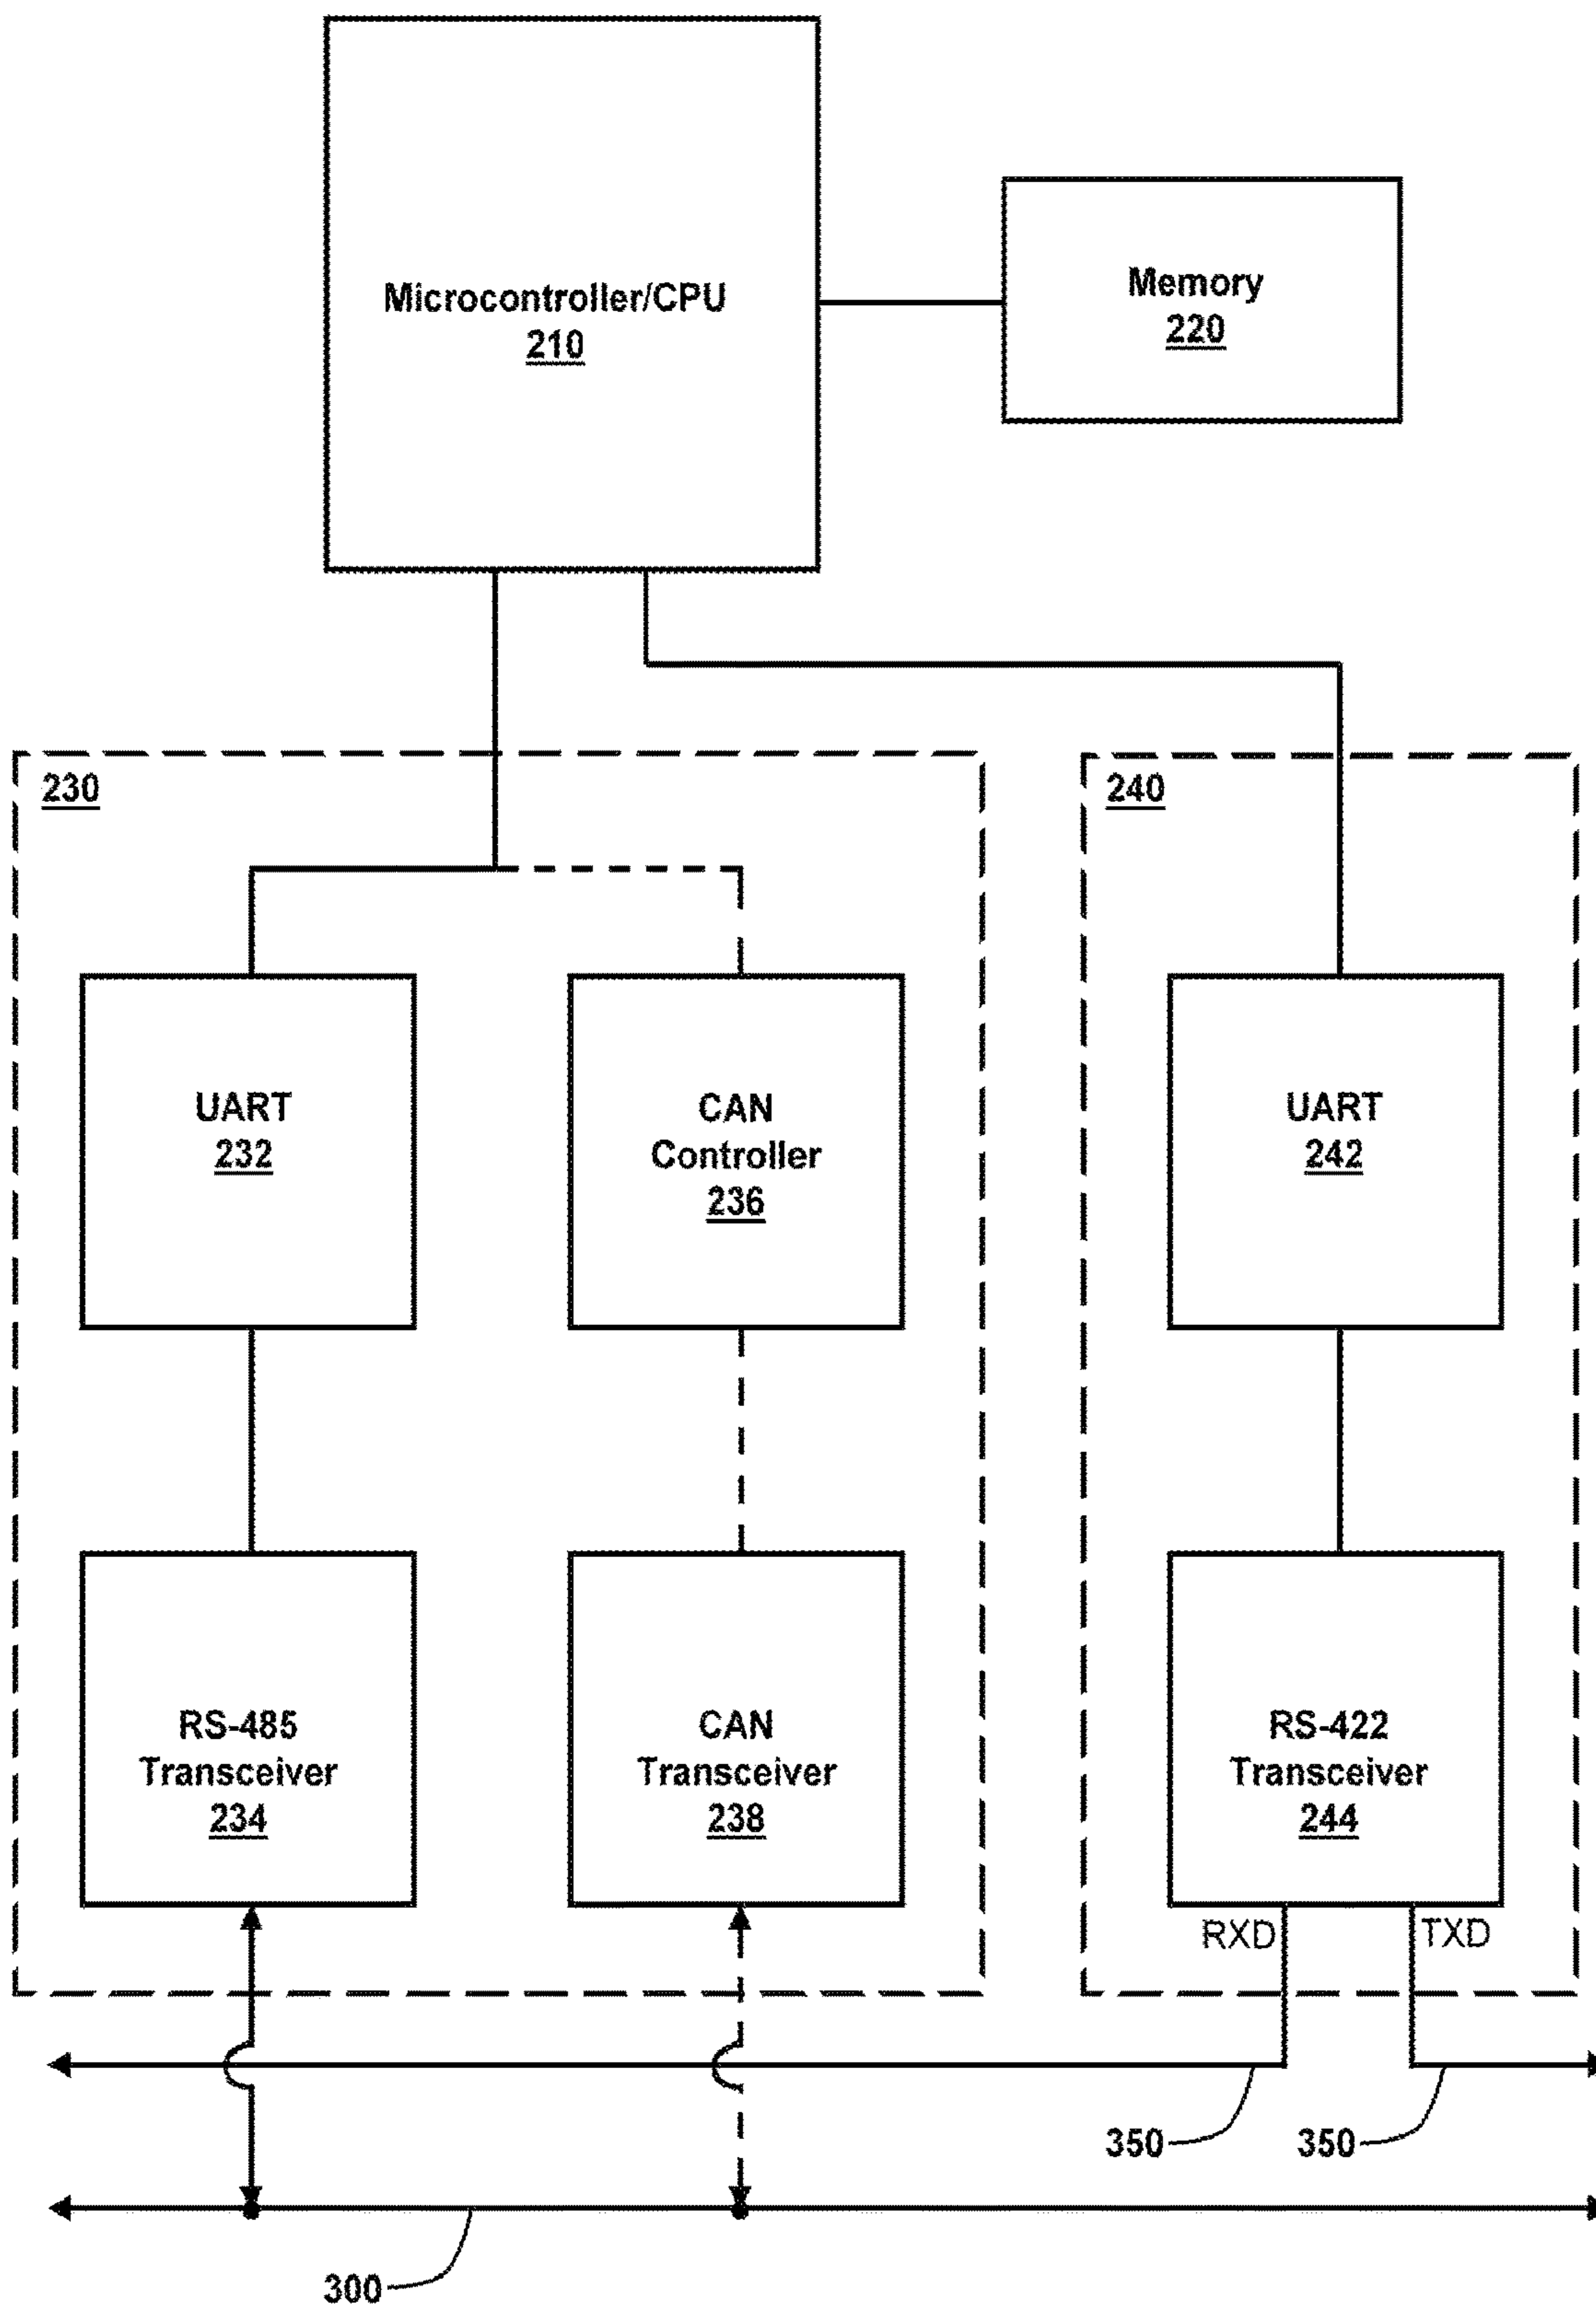 Microcontroller/CPU
210
Memory
220
230
240
UART
232
CAN
Controller
236
UART
242
RS-485
Transceiver
234
CAN
Transceiver
238
RS-422
Transceiver
244
RXD
TXD
350
350
300